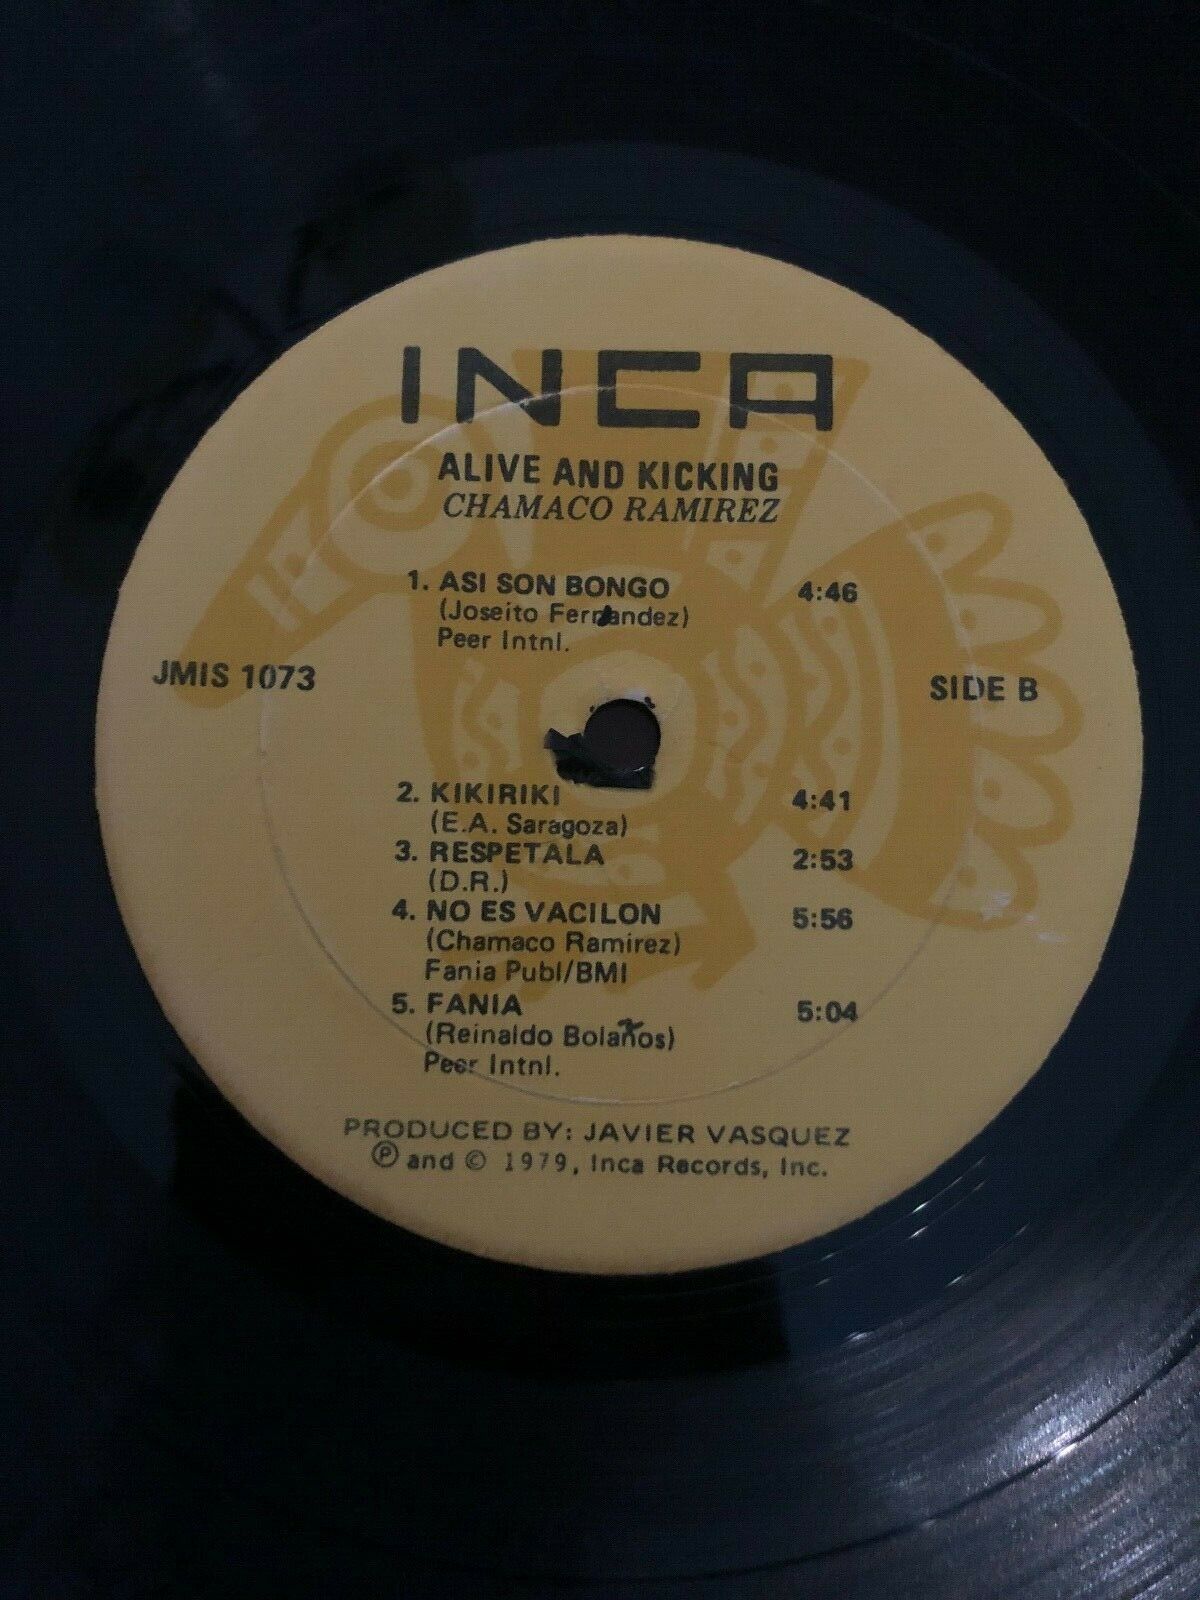 INCA
ALIVE AND KICKING
CHAMACO RAMIREZ
1. ASI SON BONGO 4:46
(Joseito Fernandez)
Peer Intnl.
JMIS 1073
SIDE B
2. KIKIRIKI 4:41
(E.A. Saragoza)
3. RESPETALA 2:53
(D.R.)
4. NO ES VACILON 5:56
(Chamaco Ramirez)
Fania Publ/BMI
5. FANIA 5:04
(Reinaldo Bolaños)
Peer Intnl.
PRODUCED BY: JAVIER VASQUEZ
℗ and © 1979, Inca Records, Inc.